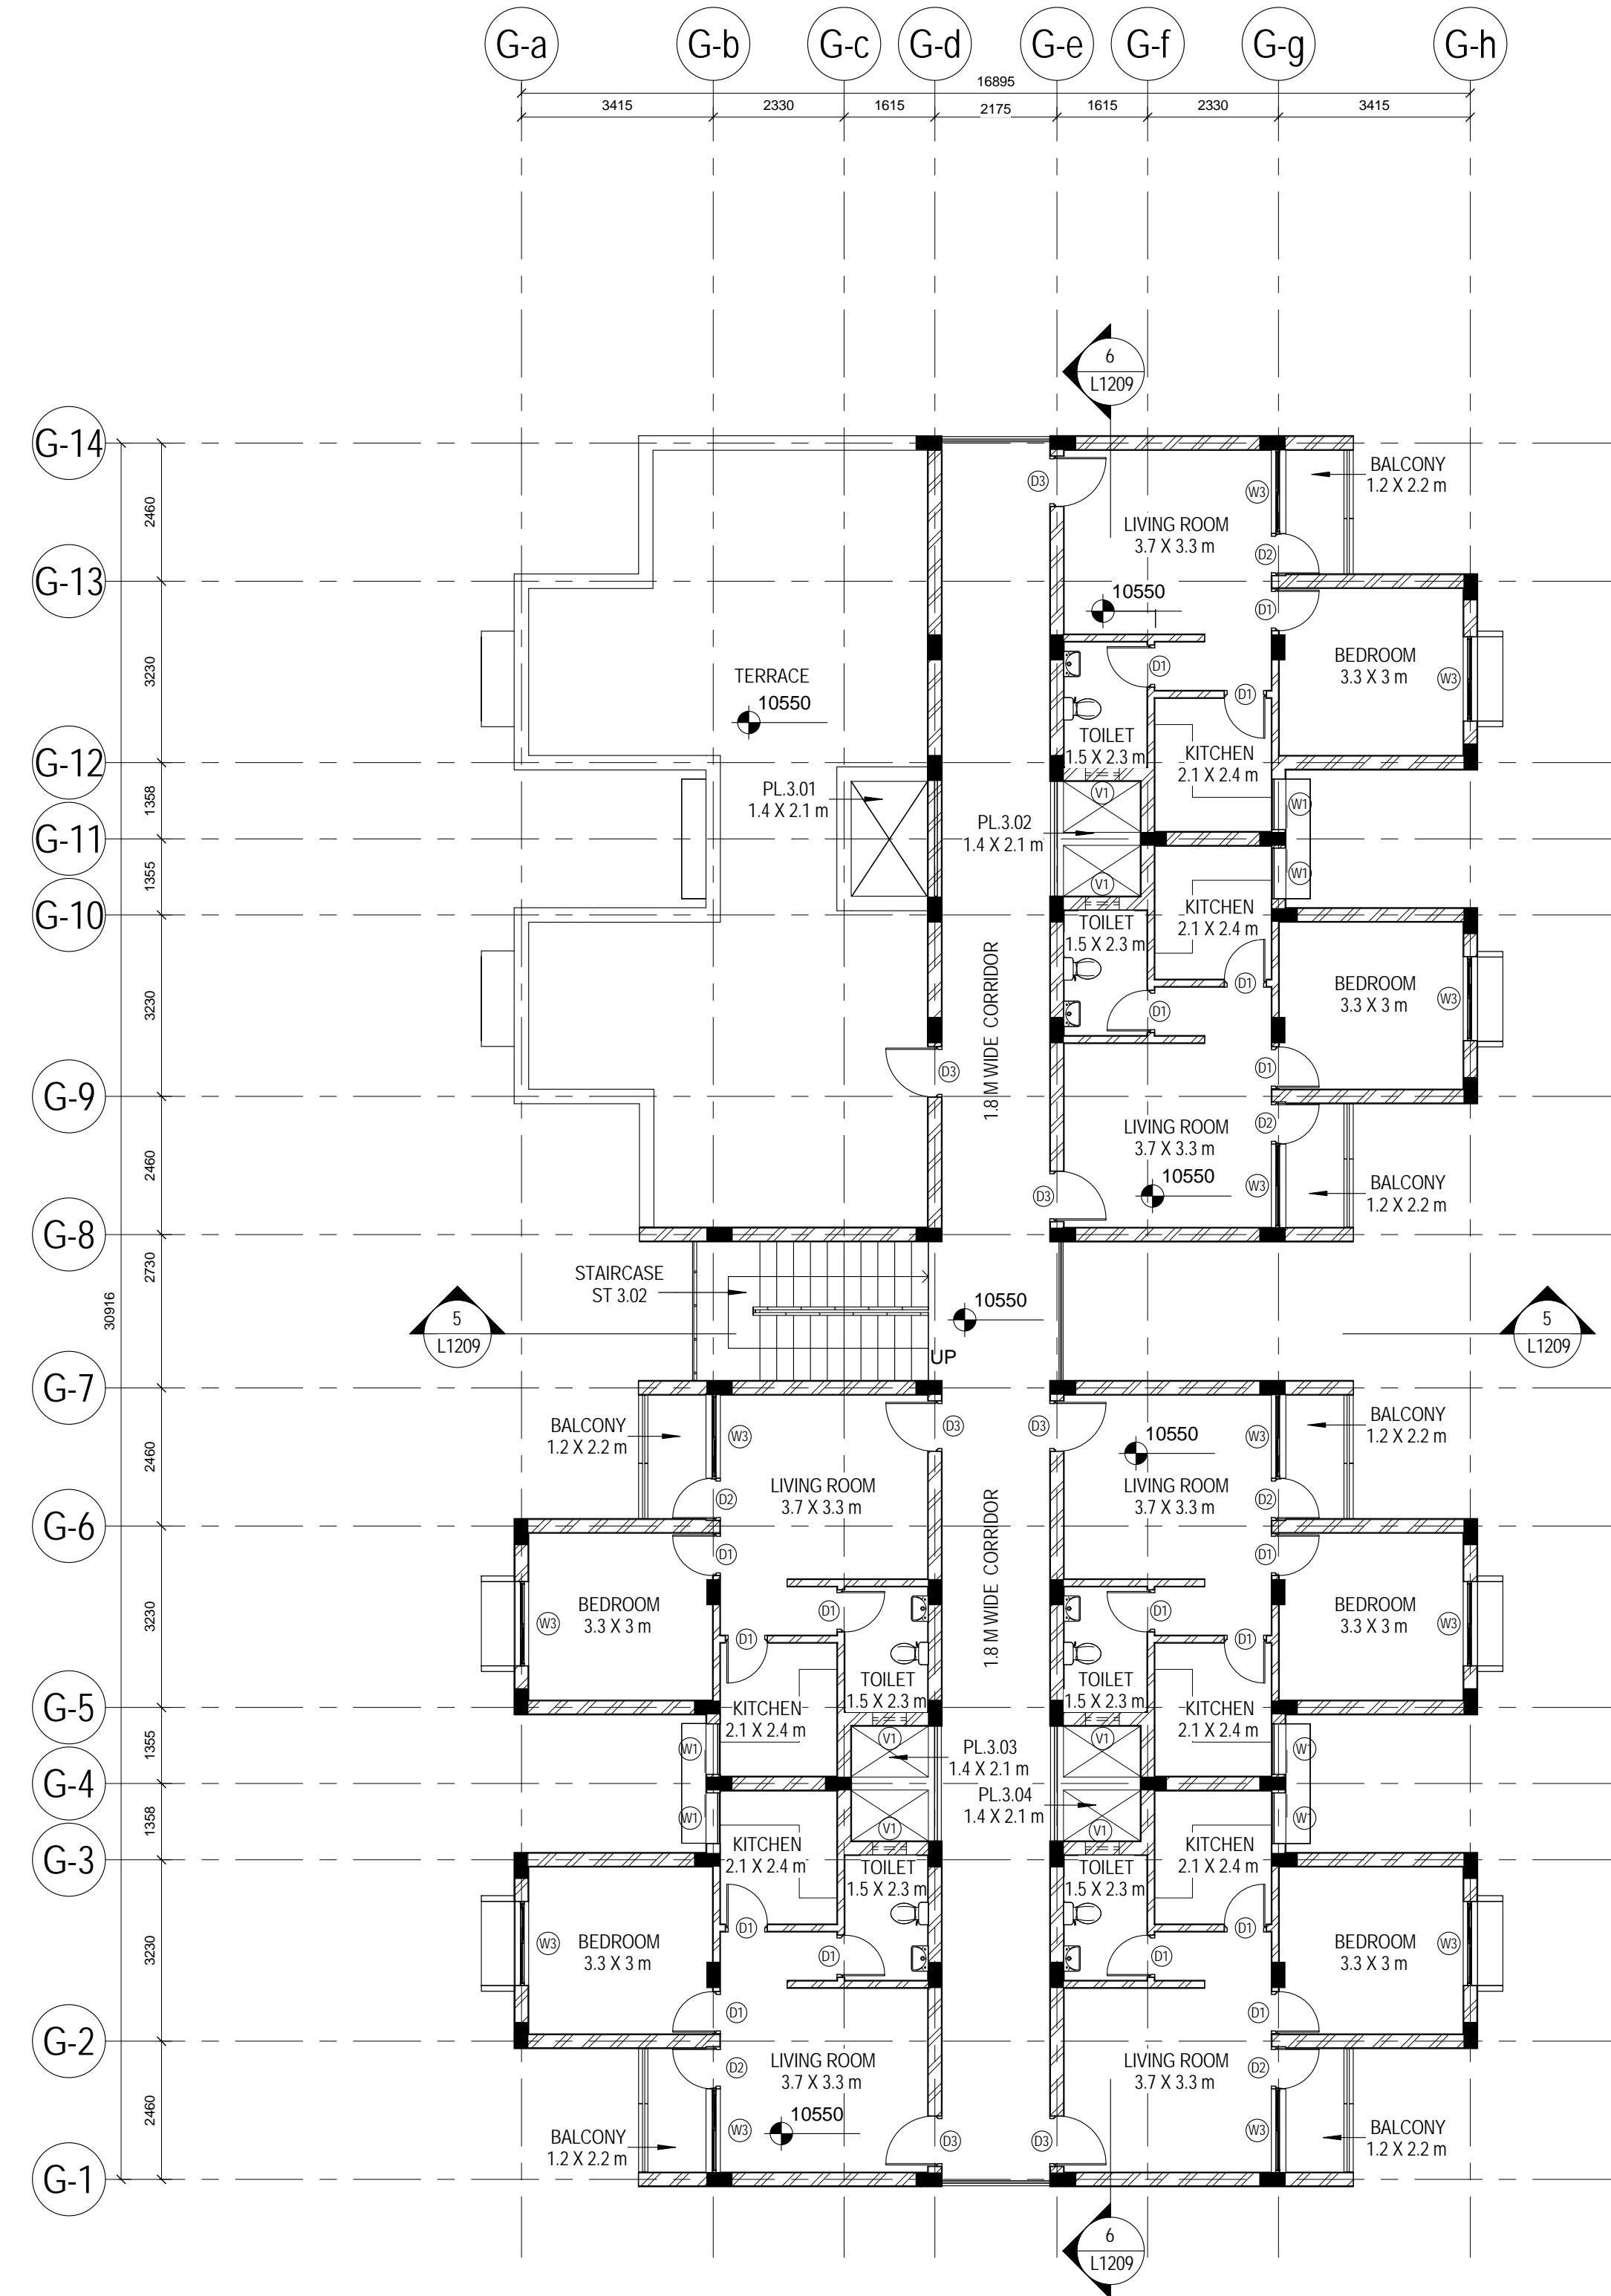 G-a G-b G-c G-d G-e G-f G-g G-h
16895
3415 2330 1615 2175 1615 2330 3415
6
L1209
G-14
D3
BALCONY
1.2 X 2.2 m
W3
2460
LIVING ROOM
3.7 X 3.3 m
D2
G-13
10550
D1
3230
TERRACE
10550
D1
BEDROOM
3.3 X 3 m
W3
D1
TOILET
1.5 X 2.3 m
KITCHEN
2.1 X 2.4 m
G-12
1358
PL.3.01
1.4 X 2.1 m
V1
W1
PL.3.02
1.4 X 2.1 m
G-11
1355
V1
W1
G-10
TOILET
1.5 X 2.3 m
KITCHEN
2.1 X 2.4 m
3230
1.8 M WIDE CORRIDOR
D1
D1
BEDROOM
3.3 X 3 m
W3
D3
D1
G-9
LIVING ROOM
3.7 X 3.3 m
D2
2460
D3
10550
W3
BALCONY
1.2 X 2.2 m
G-8
2730
STAIRCASE
ST 3.02
10550
30916
5
L1209
5
L1209
UP
G-7
BALCONY
1.2 X 2.2 m
W3
D3
D3
10550
W3
BALCONY
1.2 X 2.2 m
2460
LIVING ROOM
3.7 X 3.3 m
LIVING ROOM
3.7 X 3.3 m
D2
D2
G-6
D1
D1
1.8 M WIDE CORRIDOR
3230
W3
BEDROOM
3.3 X 3 m
D1
D1
D1
D1
BEDROOM
3.3 X 3 m
W3
TOILET
1.5 X 2.3 m
TOILET
1.5 X 2.3 m
G-5
KITCHEN
2.1 X 2.4 m
KITCHEN
2.1 X 2.4 m
1355
W1
V1
PL.3.03
1.4 X 2.1 m
V1
W1
G-4
PL.3.04
1.4 X 2.1 m
1358
W1
V1
V1
W1
G-3
KITCHEN
2.1 X 2.4 m
TOILET
1.5 X 2.3 m
TOILET
1.5 X 2.3 m
KITCHEN
2.1 X 2.4 m
3230
W3
BEDROOM
3.3 X 3 m
D1
D1
D1
D1
BEDROOM
3.3 X 3 m
W3
D1
D1
G-2
D2
LIVING ROOM
3.7 X 3.3 m
LIVING ROOM
3.7 X 3.3 m
D2
2460
10550
W3
D3
D3
W3
BALCONY
1.2 X 2.2 m
BALCONY
1.2 X 2.2 m
G-1
6
L1209